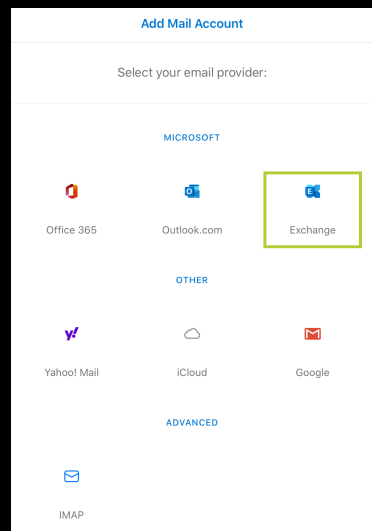 Add Mail Account
Select your email provider:
MICROSOFT
Office 365 Outlook.com Exchange
OTHER
Yahoo! Mail iCloud Google
ADVANCED
IMAP